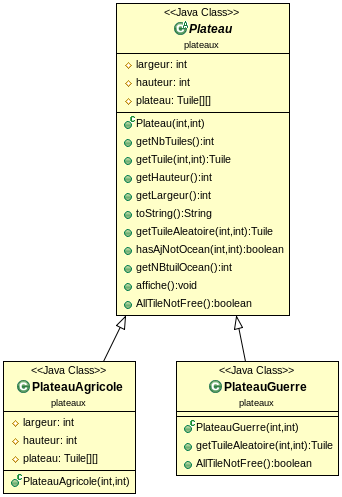 <<Java Class>>
Plateau
plateaux
largeur: int
hauteur: int
plateau: Tuile[][]
Plateau(int,int)
getNbTuiles():int
getTuile(int,int):Tuile
getHauteur():int
getLargeur():int
toString():String
getTuileAleatoire(int,int):Tuile
hasAjNotOcean(int,int):boolean
getNBtuilOcean():int
affiche():void
AllTileNotFree():boolean
<<Java Class>>
PlateauAgricole
plateaux
largeur: int
hauteur: int
plateau: Tuile[][]
PlateauAgricole(int,int)
<<Java Class>>
PlateauGuerre
plateaux
PlateauGuerre(int,int)
getTuileAleatoire(int,int):Tuile
AllTileNotFree():boolean